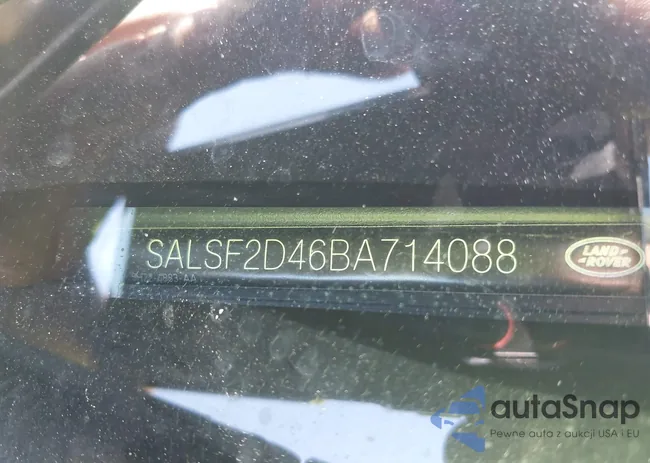 SALSF2D46BA714088
LAND-
-ROVER
autaSnap
Pewne auta z aukcji USA i EU